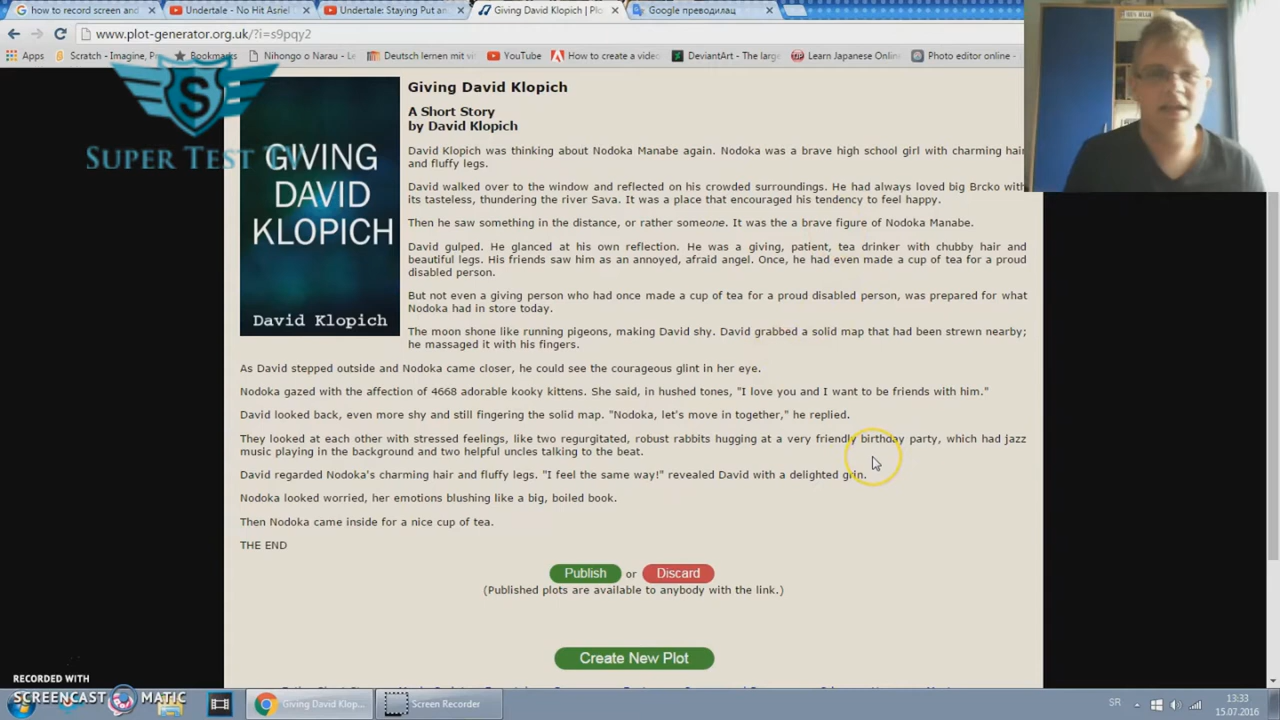 how to record screen and
Undertale - No Hit Asriel
Undertale: Staying Put an
Giving David Klopich | Plo
Google преводилац
www.plot-generator.org.uk/?i=s9pqy2
Apps
Scratch - Imagine, P
Bookmarks
Nihongo o Narau - L
Deutsch lernen mit vi
YouTube
How to create a video
DeviantArt - The large
Learn Japanese Onlin
Photo editor online -
S
SUPER TEST TV
GIVING
DAVID
KLOPICH
David Klopich
Giving David Klopich
A Short Story
by David Klopich
David Klopich was thinking about Nodoka Manabe again. Nodoka was a brave high school girl with charming hair
and fluffy legs.
David walked over to the window and reflected on his crowded surroundings. He had always loved big Brcko with
its tasteless, thundering the river Sava. It was a place that encouraged his tendency to feel happy.
Then he saw something in the distance, or rather someone. It was the a brave figure of Nodoka Manabe.
David gulped. He glanced at his own reflection. He was a giving, patient, tea drinker with chubby hair and
beautiful legs. His friends saw him as an annoyed, afraid angel. Once, he had even made a cup of tea for a proud
disabled person.
But not even a giving person who had once made a cup of tea for a proud disabled person, was prepared for what
Nodoka had in store today.
The moon shone like running pigeons, making David shy. David grabbed a solid map that had been strewn nearby;
he massaged it with his fingers.
As David stepped outside and Nodoka came closer, he could see the courageous glint in her eye.
Nodoka gazed with the affection of 4668 adorable kooky kittens. She said, in hushed tones, "I love you and I want to be friends with him."
David looked back, even more shy and still fingering the solid map. "Nodoka, let's move in together," he replied.
They looked at each other with stressed feelings, like two regurgitated, robust rabbits hugging at a very friendly birthday party, which had jazz
music playing in the background and two helpful uncles talking to the beat.
David regarded Nodoka's charming hair and fluffy legs. "I feel the same way!" revealed David with a delighted grin.
Nodoka looked worried, her emotions blushing like a big, boiled book.
Then Nodoka came inside for a nice cup of tea.
THE END
Publish or Discard
(Published plots are available to anybody with the link.)
Create New Plot
RECORDED WITH
SCREENCAST MATIC
Giving David Klop...
Screen Recorder
SR
13:33
15.07.2016